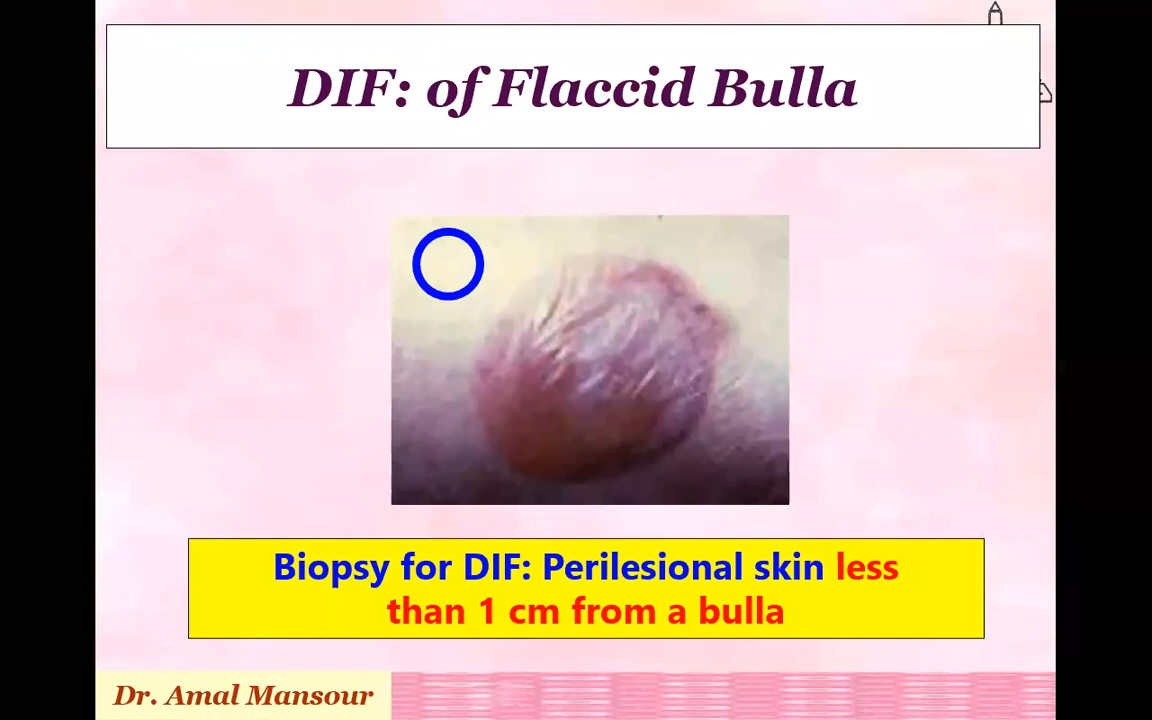 DIF: of Flaccid Bulla
Biopsy for DIF: Perilesional skin less
than 1 cm from a bulla
Dr. Amal Mansour